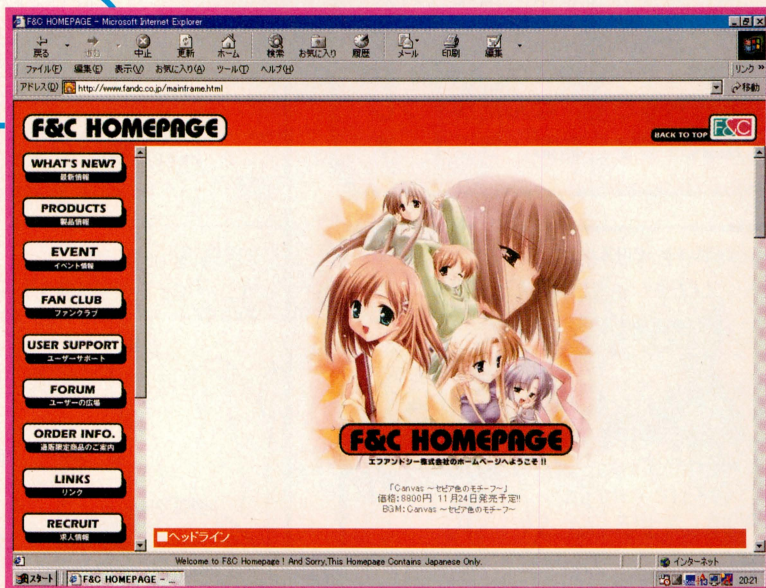 F&C HOMEPAGE - Microsoft Internet Explorer
戻る 中止 更新 ホーム 検索 お気に入り 履歴 メール 印刷 編集
ファイル(F) 編集(E) 表示(V) お気に入り(A) ツール(T) ヘルプ(H)
リンク »
アドレス(D) http://www.fandc.co.jp/mainframe.html 移動
F&C HOMEPAGE
BACK TO TOP F&C
WHAT'S NEW?
最新情報
PRODUCTS
製品情報
EVENT
イベント情報
FAN CLUB
ファンクラブ
USER SUPPORT
ユーザーサポート
FORUM
ユーザーの広場
ORDER INFO.
通販限定商品のご案内
LINKS
リンク
RECRUIT
求人情報
F&C HOMEPAGE
エフアンドシー株式会社のホームページへようこそ!!
「Canvas ~セピア色のモチーフ~」
価格:8800円 11月24日発売予定!!
BGM:Canvas ~セピア色のモチーフ~
■ヘッドライン
Welcome to F&C Homepage ! And Sorry,This Homepage Contains Japanese Only.
インターネット
スタート F&C HOMEPAGE - ...
20:21